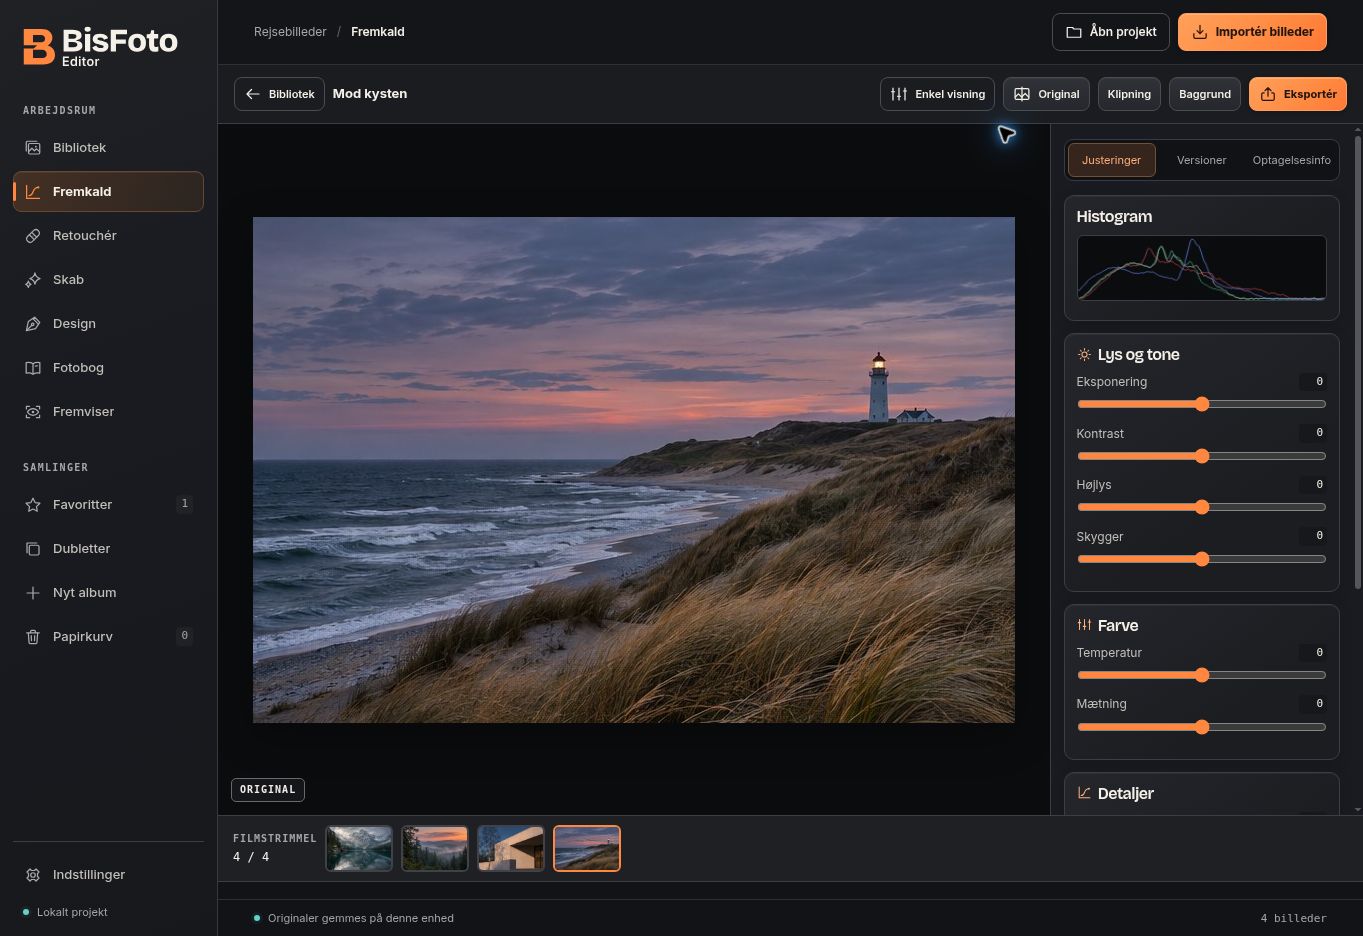 BisFoto
Editor
ARBEJDSRUM
Bibliotek
Fremkald
Retouchér
Skab
Design
Fotobog
Fremviser
SAMLINGER
Favoritter 1
Dubletter
Nyt album
Papirkurv 0
Indstillinger
Lokalt projekt
Rejsebilleder / Fremkald
Åbn projekt
Importér billeder
Bibliotek
Mod kysten
Enkel visning
Original
Klipning
Baggrund
Eksportér
ORIGINAL
Justeringer
Versioner
Optagelsesinfo
Histogram
Lys og tone
Eksponering 0
Kontrast 0
Højlys 0
Skygger 0
Farve
Temperatur 0
Mætning 0
Detaljer
FILMSTRIMMEL
4 / 4
Originaler gemmes på denne enhed
4 billeder